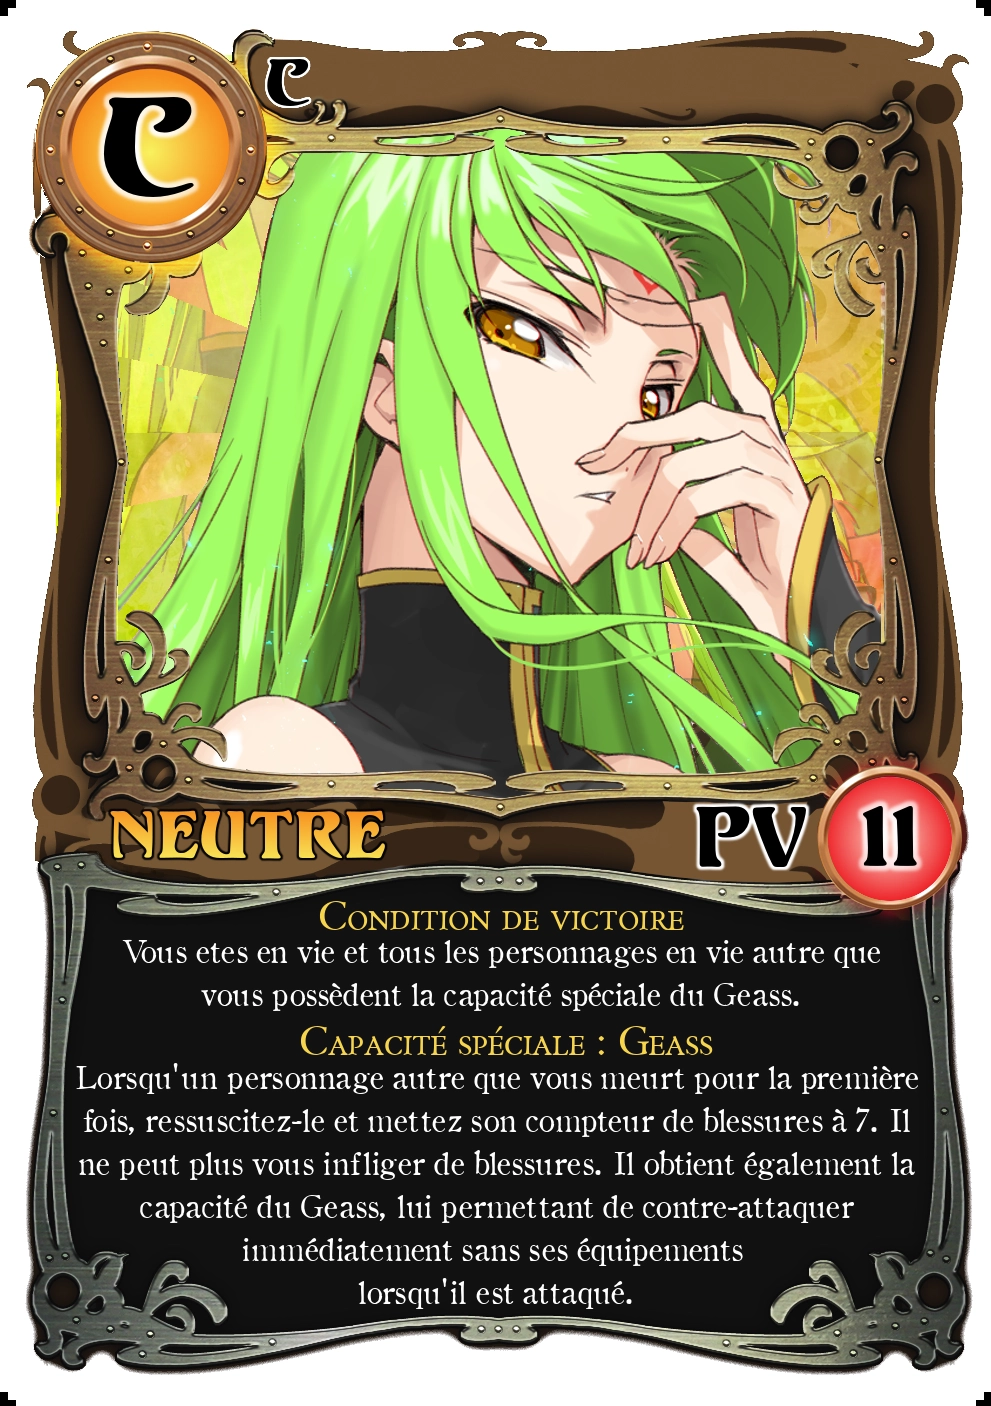 C
C
NEUTRE
PV 11
Condition de victoire
Vous etes en vie et tous les personnages en vie autre que
vous possèdent la capacité spéciale du Geass.
Capacité spéciale : Geass
Lorsqu'un personnage autre que vous meurt pour la première
fois, ressuscitez-le et mettez son compteur de blessures à 7. Il
ne peut plus vous infliger de blessures. Il obtient également la
capacité du Geass, lui permettant de contre-attaquer
immédiatement sans ses équipements
lorsqu'il est attaqué.